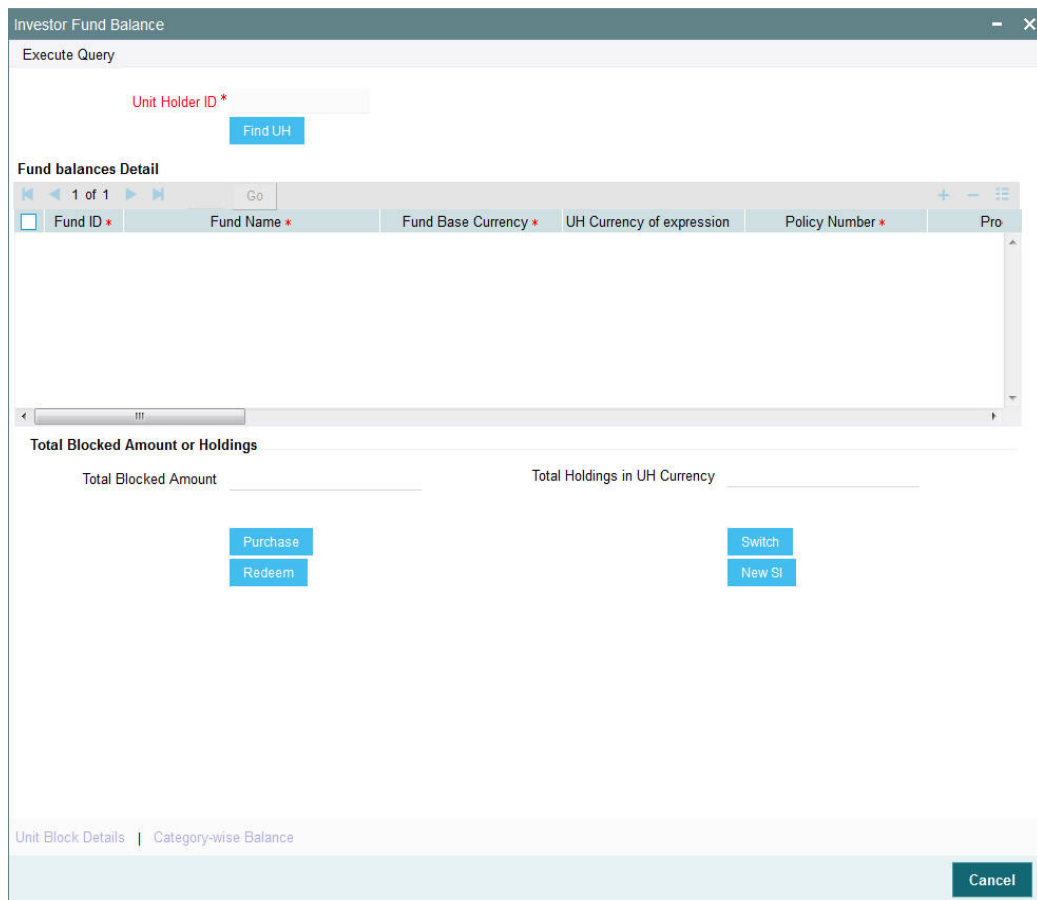 Investor Fund Balance
Execute Query
Unit Holder ID *
Find UH
Fund balances Detail
1 of 1 Go
Fund ID * Fund Name * Fund Base Currency * UH Currency of expression Policy Number * Pro
Total Blocked Amount or Holdings
Total Blocked Amount Total Holdings in UH Currency
Purchase Switch
Redeem New SI
Unit Block Details | Category-wise Balance
Cancel